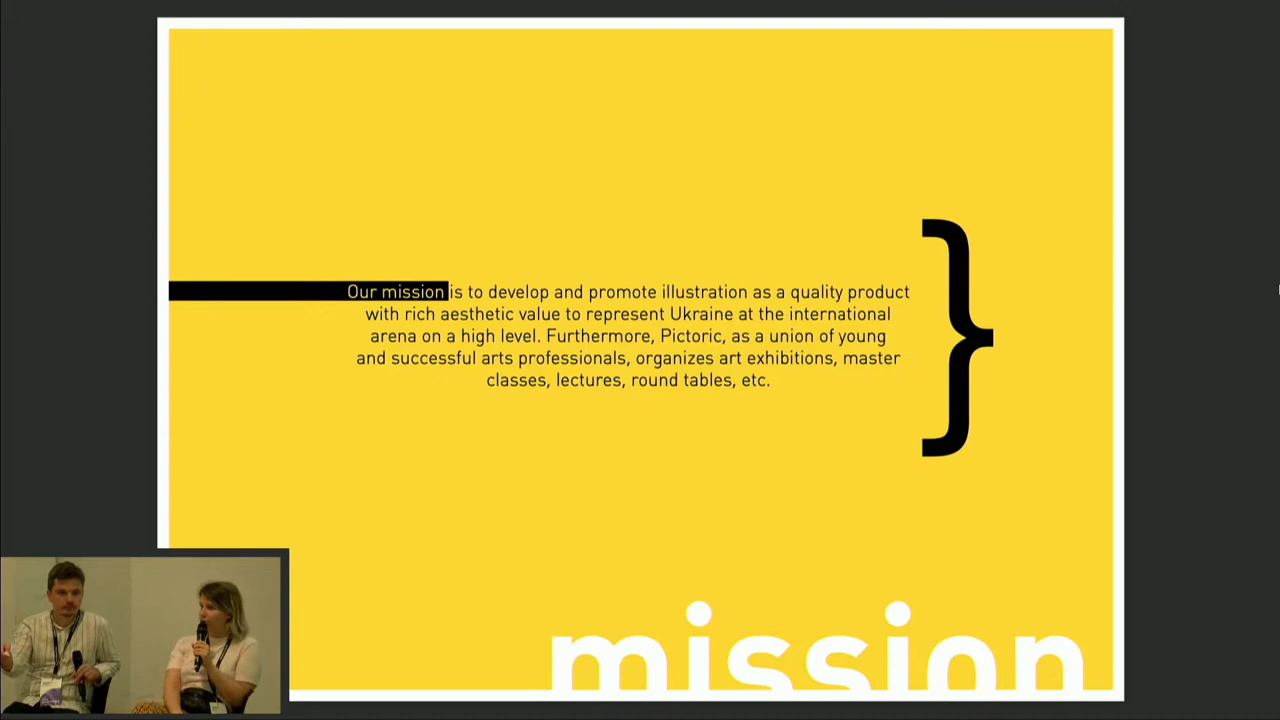 Our mission is to develop and promote illustration as a quality product
with rich aesthetic value to represent Ukraine at the international
arena on a high level. Furthermore, Pictoric, as a union of young
and successful arts professionals, organizes art exhibitions, master
classes, lectures, round tables, etc.
}
mission